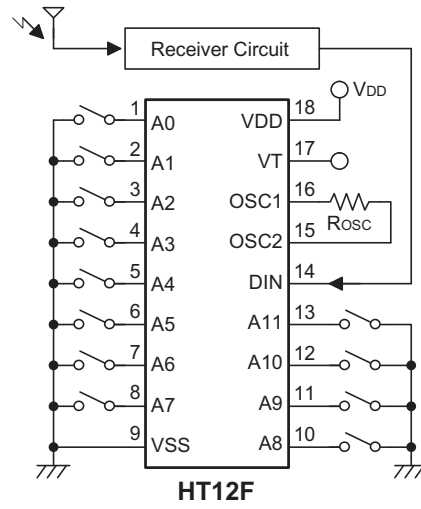 Receiver Circuit
VDD
1 A0 VDD 18
2 A1 VT 17
3 A2 OSC1 16
ROSC
4 A3 OSC2 15
5 A4 DIN 14
6 A5 A11 13
7 A6 A10 12
8 A7 A9 11
9 VSS A8 10
HT12F